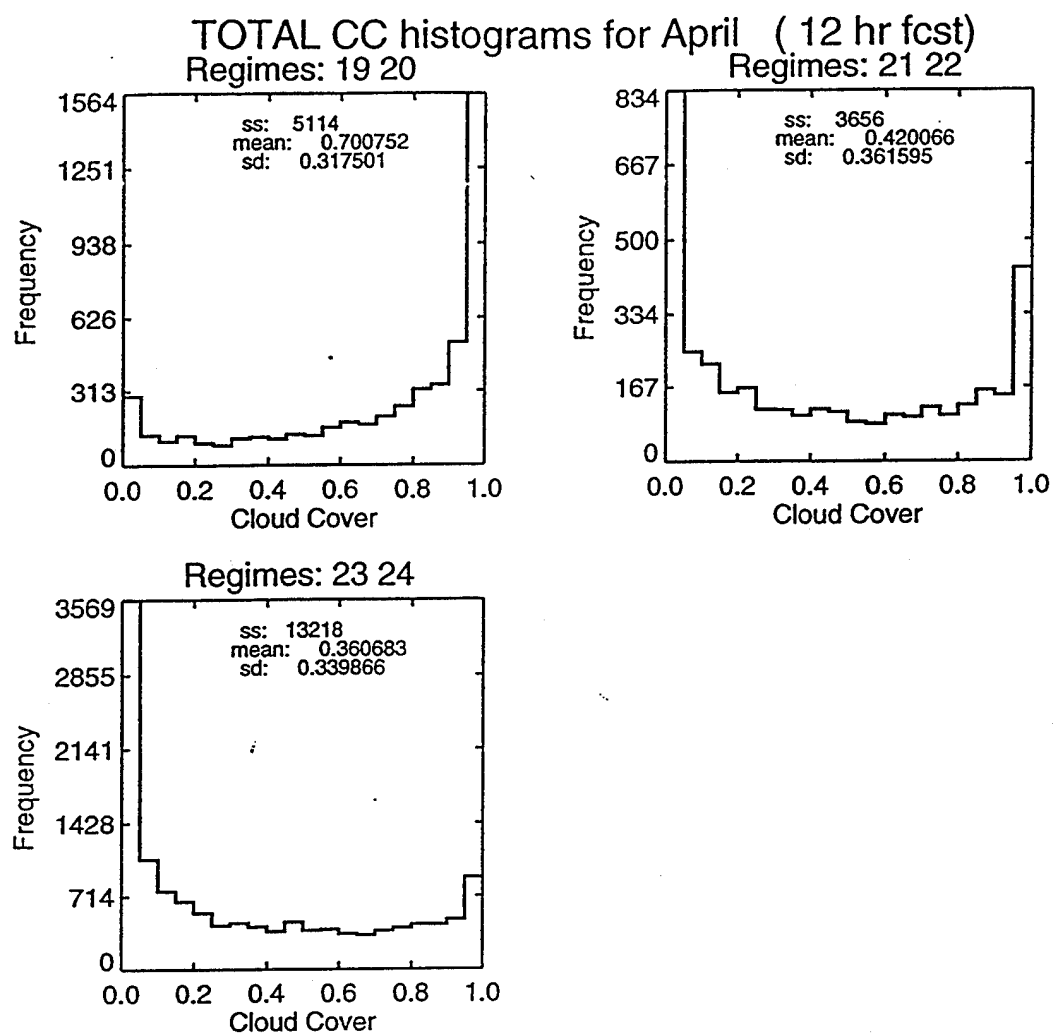 TOTAL CC histograms for April ( 12 hr fcst)
Regimes: 19 20
1564
1251
938
626
313
0
Frequency
ss: 5114
mean: 0.700752
sd: 0.317501
0.0 0.2 0.4 0.6 0.8 1.0
Cloud Cover
Regimes: 21 22
834
667
500
334
167
0
Frequency
ss: 3656
mean: 0.420066
sd: 0.361595
0.0 0.2 0.4 0.6 0.8 1.0
Cloud Cover
Regimes: 23 24
3569
2855
2141
1428
714
0
Frequency
ss: 13218
mean: 0.360683
sd: 0.339866
0.0 0.2 0.4 0.6 0.8 1.0
Cloud Cover